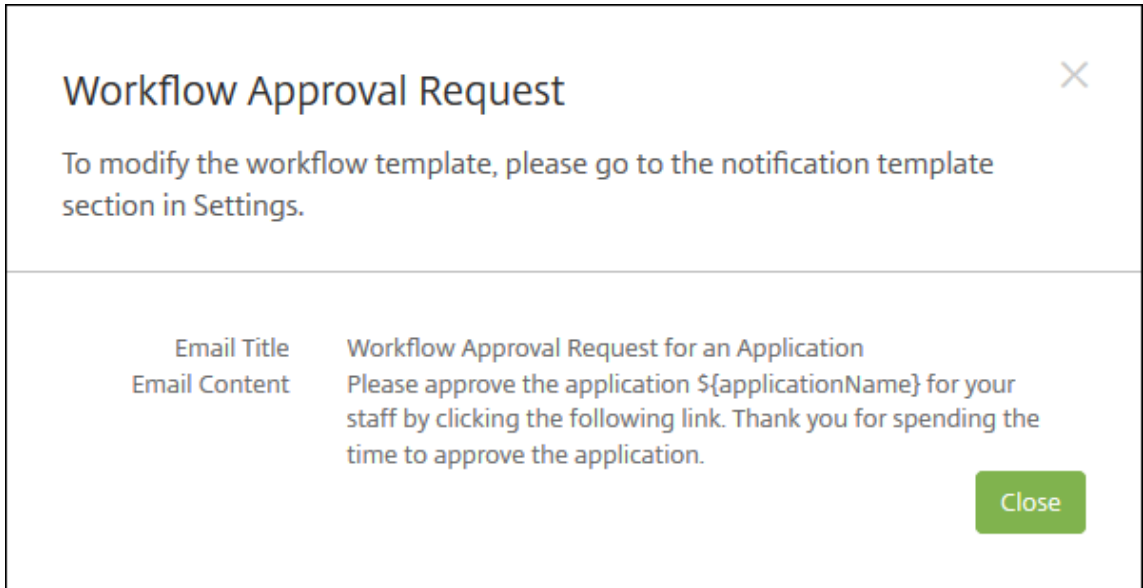 Workflow Approval Request
To modify the workflow template, please go to the notification template
section in Settings.
Email Title Workflow Approval Request for an Application
Email Content Please approve the application ${applicationName} for your
staff by clicking the following link. Thank you for spending the
time to approve the application.
Close